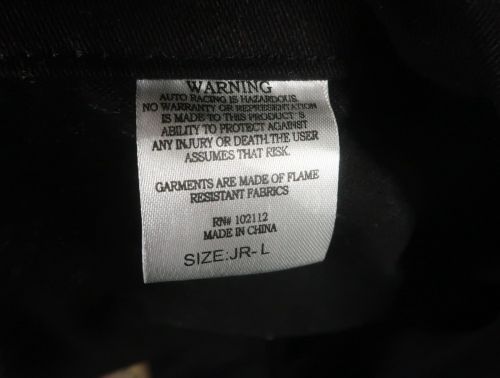 WARNING
AUTO RACING IS HAZARDOUS.
NO WARRANTY OR REPRESENTATION
IS MADE TO THIS PRODUCT'S
ABILITY TO PROTECT AGAINST
ANY INJURY OR DEATH.THE USER
ASSUMES THAT RISK.
GARMENTS ARE MADE OF FLAME
RESISTANT FABRICS
RN# 102112
MADE IN CHINA
SIZE:JR-L